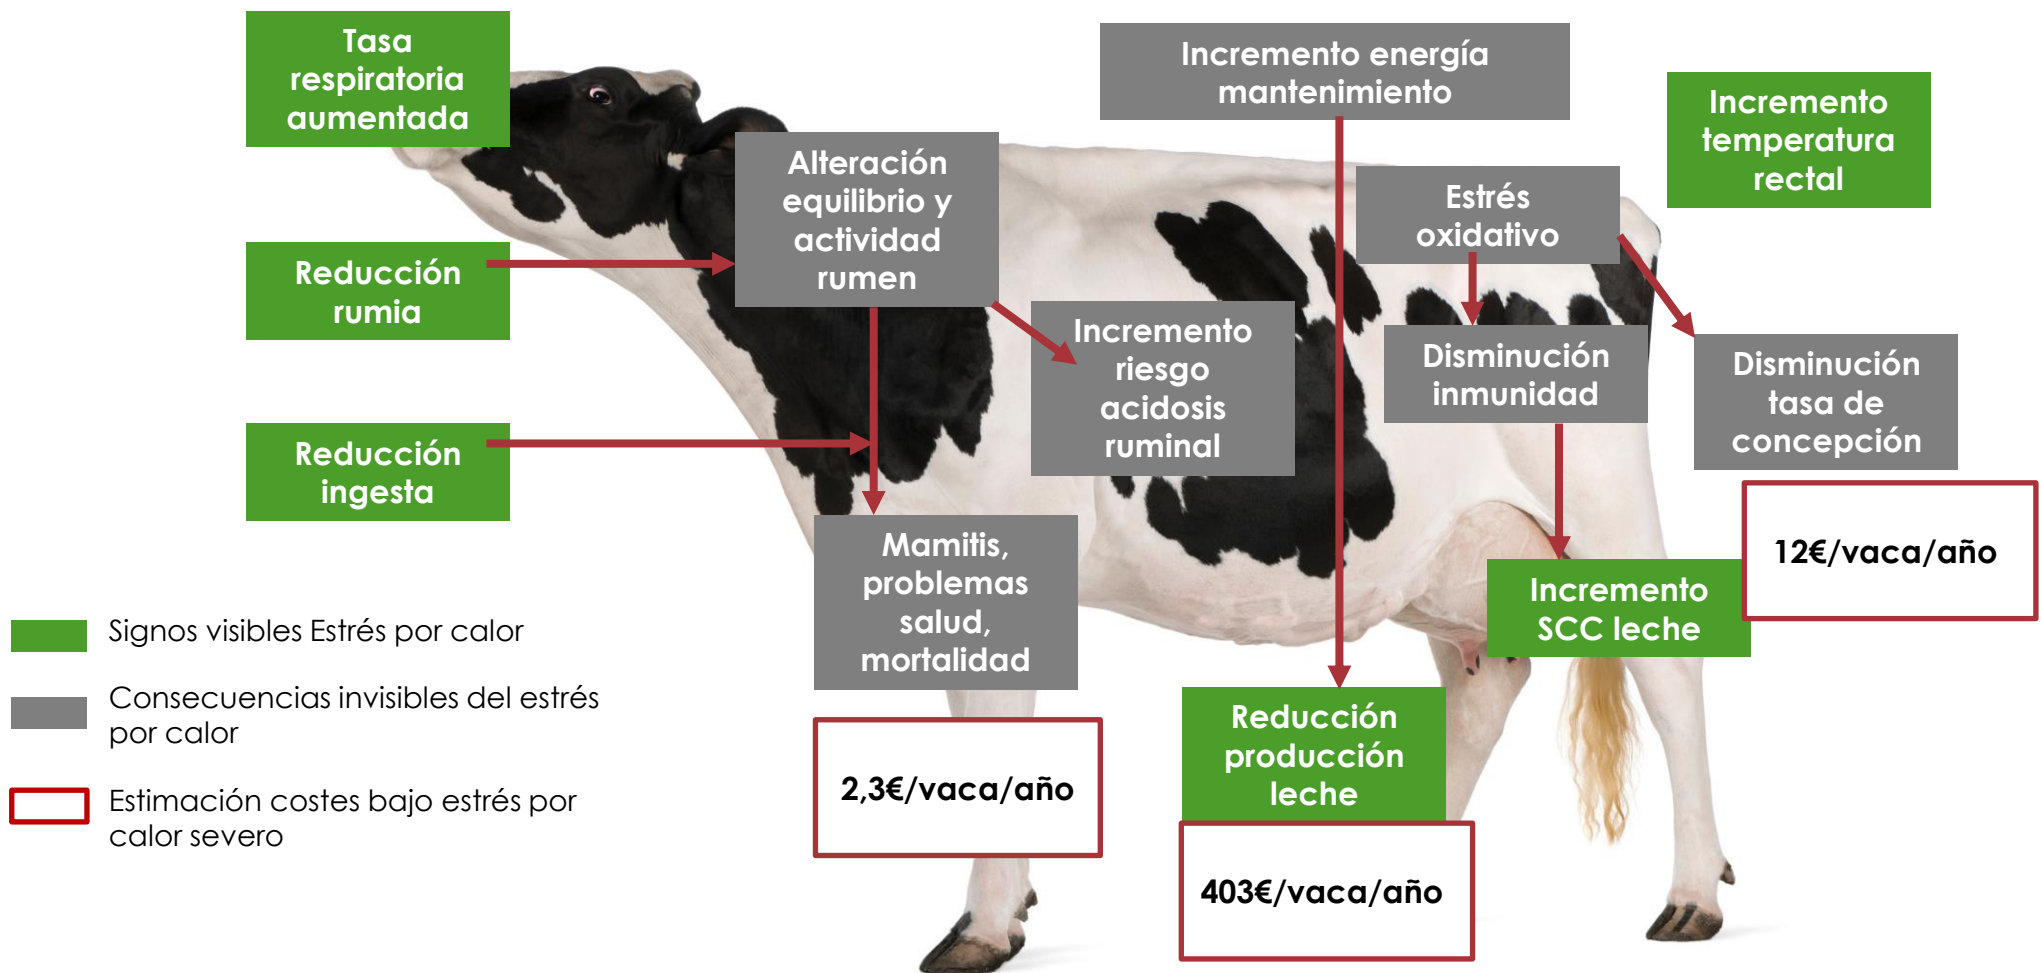 Tasa
respiratoria
aumentada
Incremento energía
mantenimiento
Incremento
temperatura
rectal
Alteración
equilibrio y
actividad
rumen
Estrés
oxidativo
Reducción
rumia
Incremento
riesgo
acidosis
ruminal
Disminución
inmunidad
Disminución
tasa de
concepción
Reducción
ingesta
12€/vaca/año
Mamitis,
problemas
salud,
mortalidad
Incremento
SCC leche
2,3€/vaca/año
Reducción
producción
leche
403€/vaca/año
Signos visibles Estrés por calor
Consecuencias invisibles del estrés
por calor
Estimación costes bajo estrés por
calor severo